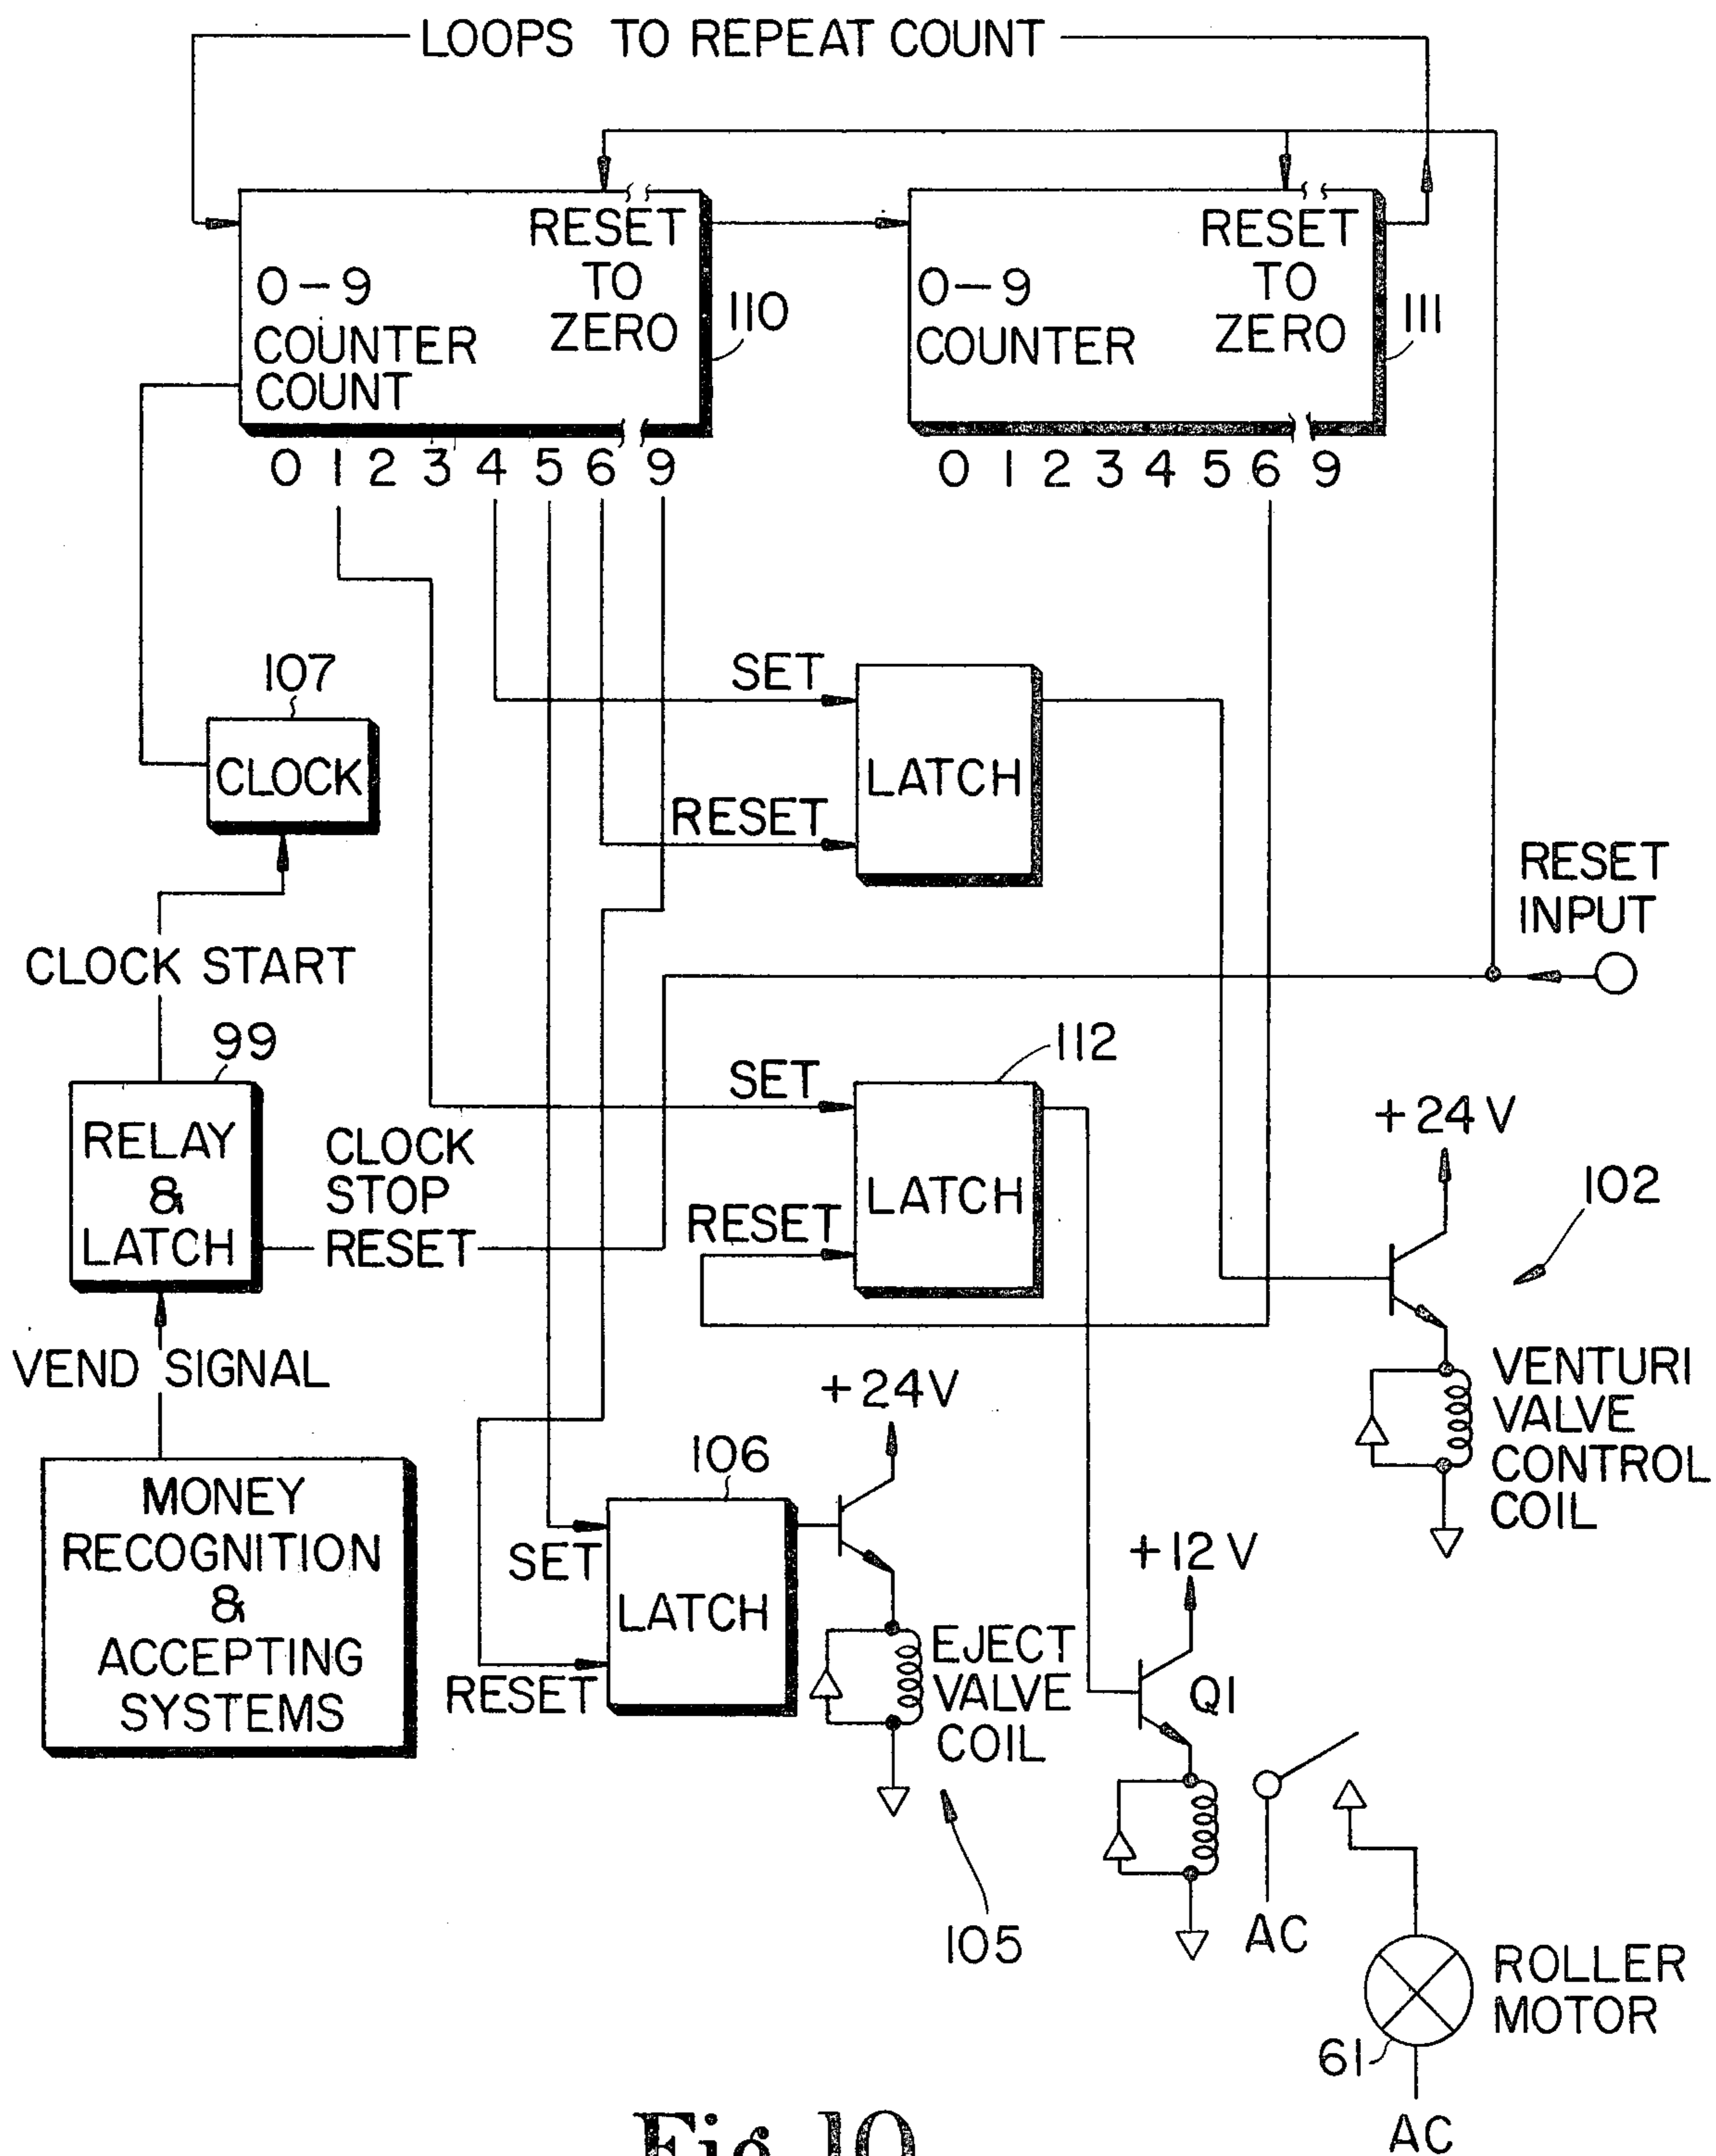 LOOPS TO REPEAT COUNT
RESET
TO
ZERO
0-9
COUNTER
COUNT
110
RESET
TO
ZERO
0-9
COUNTER
111
0 1 2 3 4 5 6 9
0 1 2 3 4 5 6 9
107
CLOCK
SET
RESET
LATCH
RESET
INPUT
CLOCK START
99
RELAY
&
LATCH
CLOCK
STOP
RESET
SET
RESET
112
LATCH
+24V
102
VENTURI
VALVE
CONTROL
COIL
VEND SIGNAL
MONEY
RECOGNITION
&
ACCEPTING
SYSTEMS
106
SET
RESET
LATCH
+24V
EJECT
VALVE
COIL
105
+12V
Q1
AC
ROLLER
MOTOR
61
AC
Fig. 10